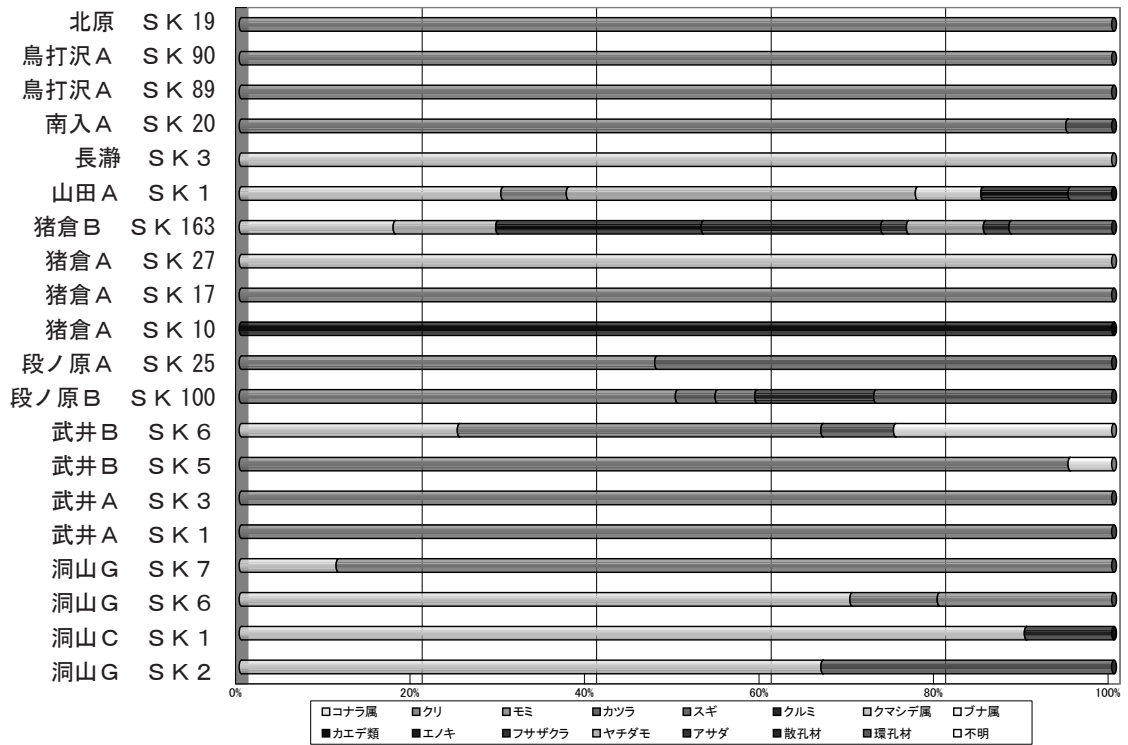 北原 ＳＫ19
鳥打沢Ａ ＳＫ90
鳥打沢Ａ ＳＫ89
南入Ａ ＳＫ20
長瀞 ＳＫ３
山田Ａ ＳＫ１
猪倉Ｂ ＳＫ163
猪倉Ａ ＳＫ27
猪倉Ａ ＳＫ17
猪倉Ａ ＳＫ10
段ノ原Ａ ＳＫ25
段ノ原Ｂ ＳＫ100
武井Ｂ ＳＫ６
武井Ｂ ＳＫ５
武井Ａ ＳＫ３
武井Ａ ＳＫ１
洞山Ｇ ＳＫ７
洞山Ｇ ＳＫ６
洞山Ｃ ＳＫ１
洞山Ｇ ＳＫ２
0% 20% 40% 60% 80% 100%
コナラ属 クリ モミ カツラ スギ クルミ クマシデ属 ブナ属
カエデ類 エノキ フサザクラ ヤチダモ アサダ 散孔材 環孔材 不明